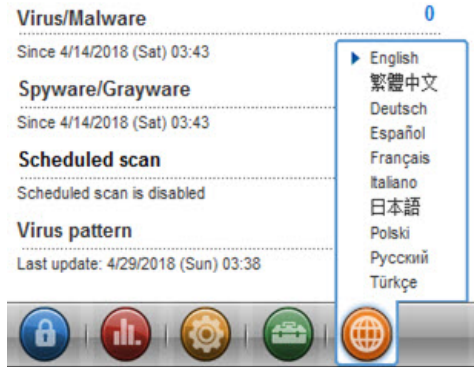 Virus/Malware 0
Since 4/14/2018 (Sat) 03:43
Spyware/Grayware
Since 4/14/2018 (Sat) 03:43
Scheduled scan
Scheduled scan is disabled
Virus pattern
Last update: 4/29/2018 (Sun) 03:38
English
繁體中文
Deutsch
Español
Français
Italiano
日本語
Polski
Русский
Türkçe